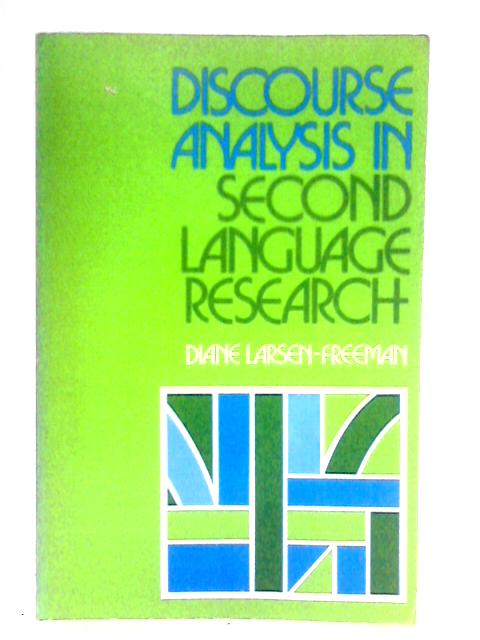 DISCOURSE
ANALYSIS IN
SECOND
LANGUAGE
RESEARCH
DIANE LARSEN-FREEMAN